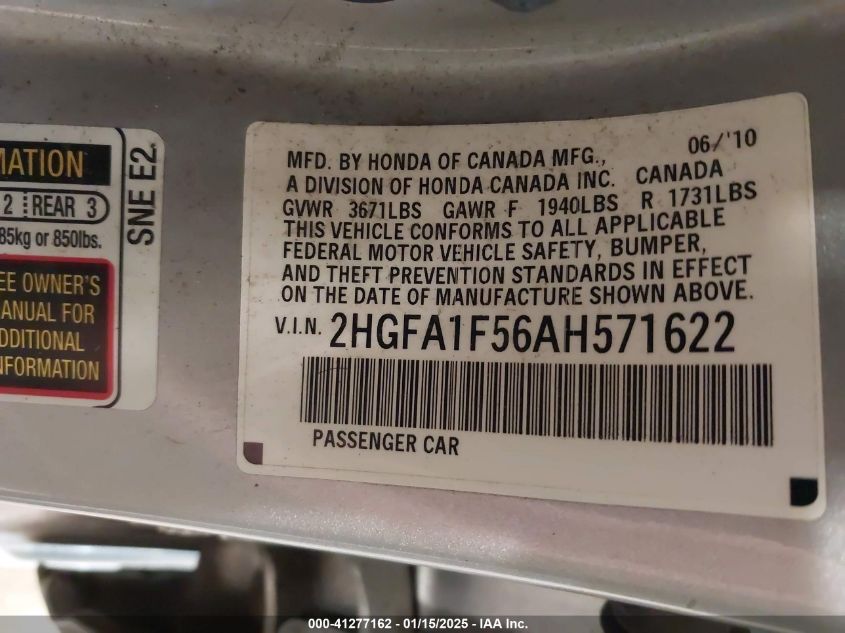 MATION
2 REAR 3
85kg or 850lbs.
EE OWNER'S
ANUAL FOR
DDITIONAL
NFORMATION
SNE E2
06/'10
MFD. BY HONDA OF CANADA MFG.,
A DIVISION OF HONDA CANADA INC. CANADA
GVWR 3671LBS GAWR F 1940LBS R 1731LBS
THIS VEHICLE CONFORMS TO ALL APPLICABLE
FEDERAL MOTOR VEHICLE SAFETY, BUMPER,
AND THEFT PREVENTION STANDARDS IN EFFECT
ON THE DATE OF MANUFACTURE SHOWN ABOVE.
V.I.N. 2HGFA1F56AH571622
PASSENGER CAR
000-41277162 - 01/15/2025 - IAA Inc.